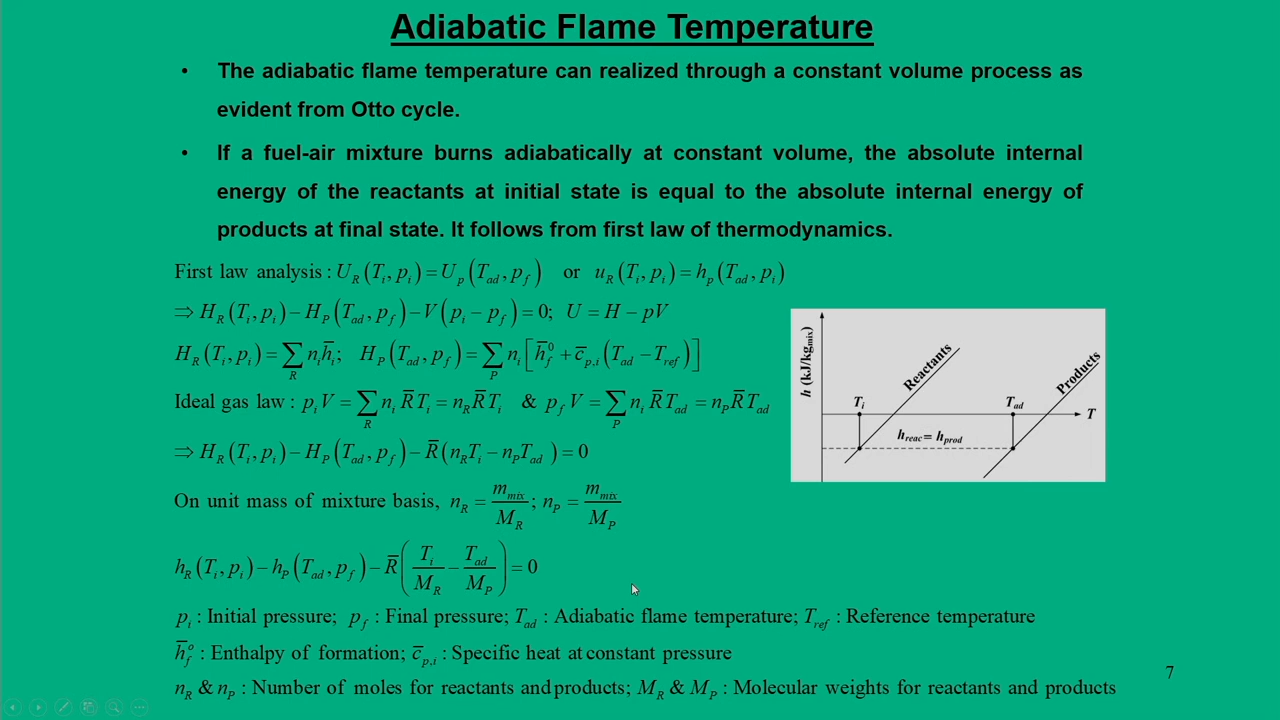 Adiabatic Flame Temperature
• The adiabatic flame temperature can realized through a constant volume process as
evident from Otto cycle.
• If a fuel-air mixture burns adiabatically at constant volume, the absolute internal
energy of the reactants at initial state is equal to the absolute internal energy of
products at final state. It follows from first law of thermodynamics.
First law analysis : U_R (T_i, p_i) = U_p (T_ad, p_f) or u_R (T_i, p_i) = h_p (T_ad, p_i)
⇒ H_R (T_i, p_i) − H_P (T_ad, p_f) − V (p_i − p_f) = 0; U = H − pV
H_R (T_i, p_i) = ∑_R n_i h̅_i; H_P (T_ad, p_f) = ∑_P n_i [h̅_f^0 + c̅_p,i (T_ad − T_ref)]
Ideal gas law : p_i V = ∑_R n_i R̅ T_i = n_R R̅ T_i & p_f V = ∑_P n_i R̅ T_ad = n_P R̅ T_ad
⇒ H_R (T_i, p_i) − H_P (T_ad, p_f) − R̅ (n_R T_i − n_P T_ad) = 0
On unit mass of mixture basis, n_R = m_mix / M_R ; n_P = m_mix / M_P
h_R (T_i, p_i) − h_P (T_ad, p_f) − R̅ (T_i / M_R − T_ad / M_P) = 0
p_i : Initial pressure; p_f : Final pressure; T_ad : Adiabatic flame temperature; T_ref : Reference temperature
h̅_f^o : Enthalpy of formation; c̅_p,i : Specific heat at constant pressure
n_R & n_P : Number of moles for reactants and products; M_R & M_P : Molecular weights for reactants and products
h (kJ/kg_mix)
Reactants
Products
T_i
T_ad
T
h_reac = h_prod
7